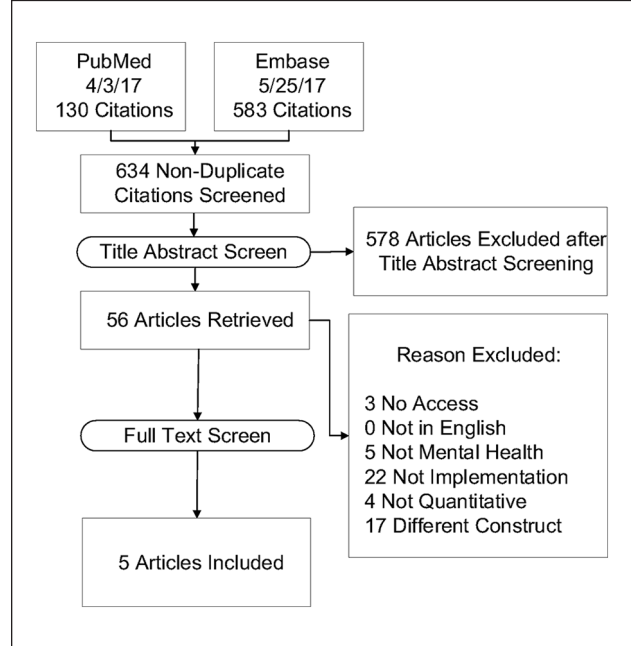 PubMed
4/3/17
130 Citations
Embase
5/25/17
583 Citations
634 Non-Duplicate
Citations Screened
Title Abstract Screen
578 Articles Excluded after
Title Abstract Screening
56 Articles Retrieved
Reason Excluded:
3 No Access
0 Not in English
5 Not Mental Health
22 Not Implementation
4 Not Quantitative
17 Different Construct
Full Text Screen
5 Articles Included